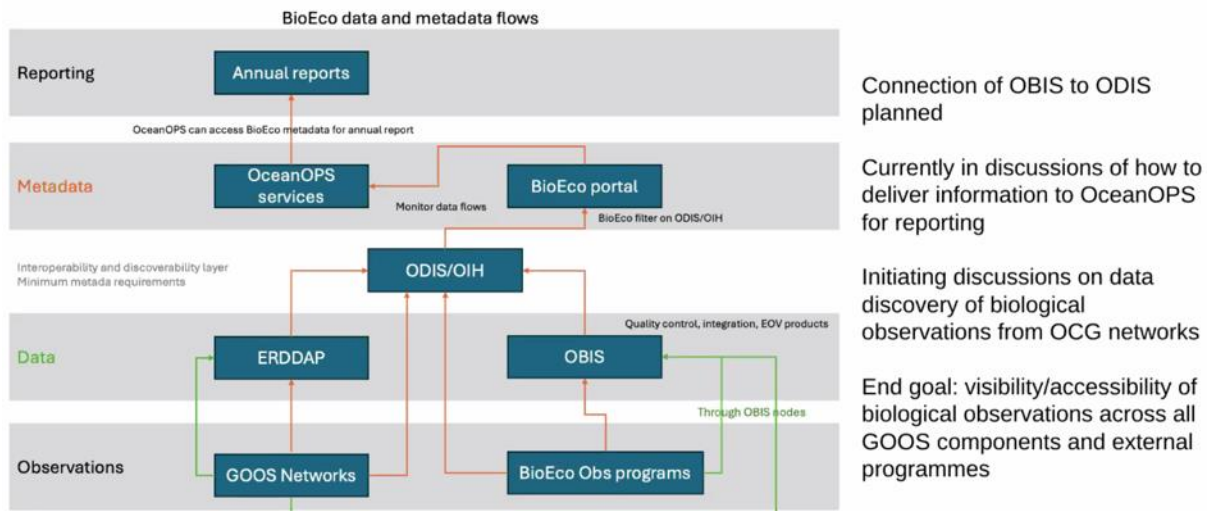 BioEco data and metadata flows
Reporting
Annual reports
OceanOPS can access BioEco metadata for annual report
Metadata
OceanOPS
services
BioEco portal
Monitor data flows
BioEco filter on ODIS/OIH
Interoperability and discoverability layer
Minimum metada requirements
ODIS/OIH
Quality control, integration, EOV products
Data
ERDDAP
OBIS
Through OBIS nodes
Observations
GOOS Networks
BioEco Obs programs
Connection of OBIS to ODIS
planned
Currently in discussions of how to
deliver information to OceanOPS
for reporting
Initiating discussions on data
discovery of biological
observations from OCG networks
End goal: visibility/accessibility of
biological observations across all
GOOS components and external
programmes